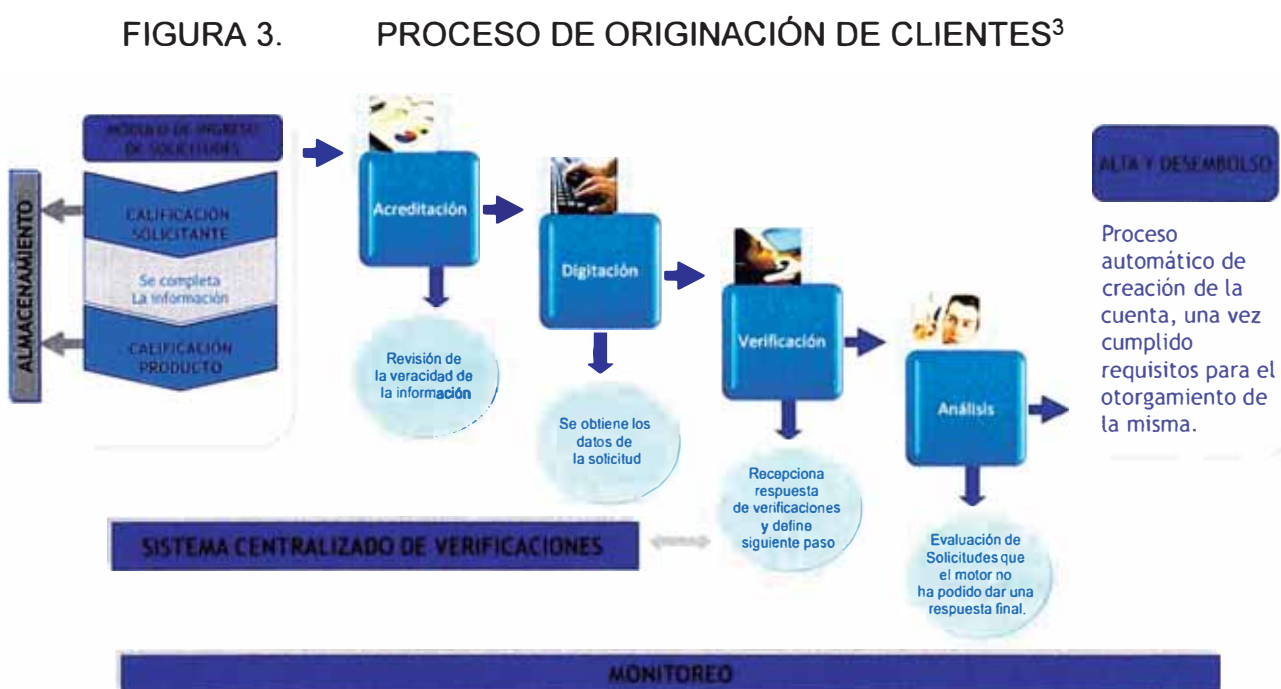 FIGURA 3. PROCESO DE ORIGINACIÓN DE CLIENTES³
MÓDULO DE INGRESO
DE SOLICITUDES
ALMACENAMIENTO
CALIFICACIÓN
SOLICITANTE
Se completa
La información
CALIFICACIÓN
PRODUCTO
Acreditación
Revisión de
la veracidad de
la información
Digitación
Se obtiene los
datos de
la solicitud
Verificación
Recepciona
respuesta
de verificaciones
y define
siguiente paso
Análisis
Evaluación de
Solicitudes que
el motor no
ha podido dar una
respuesta final.
ALTA Y DESEMBOLSO
Proceso
automático de
creación de la
cuenta, una vez
cumplido
requisitos para el
otorgamiento de
la misma.
SISTEMA CENTRALIZADO DE VERIFICACIONES
MONITOREO